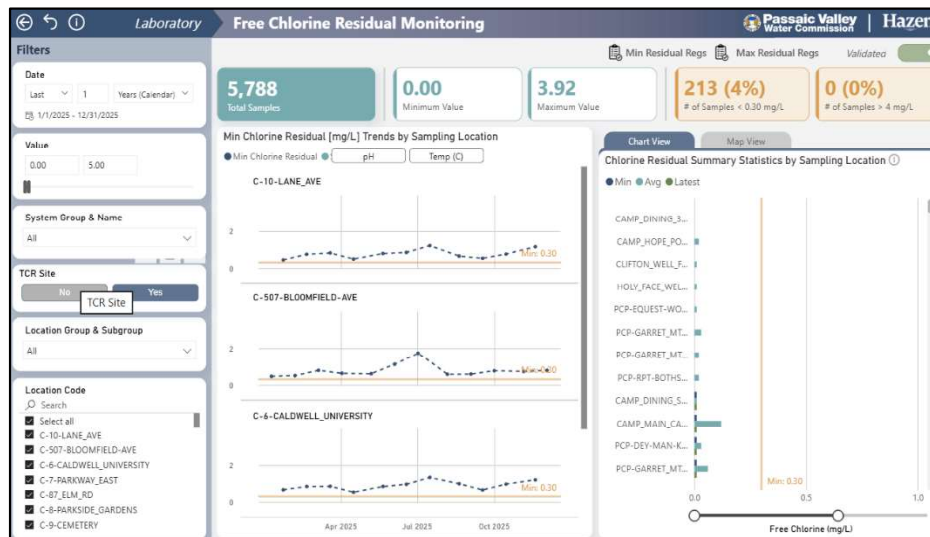 Laboratory
Free Chlorine Residual Monitoring
Passaic Valley
Water Commission
Hazen
Filters
Min Residual Regs
Max Residual Regs
Validated
Date
Last
1
Years (Calendar)
1/1/2025 - 12/31/2025
5,788
Total Samples
0.00
Minimum Value
3.92
Maximum Value
213 (4%)
# of Samples < 0.30 mg/L
0 (0%)
# of Samples > 4 mg/L
Value
0.00
5.00
System Group & Name
All
TCR Site
No
Yes
TCR Site
Location Group & Subgroup
All
Location Code
Search
Select all
C-10-LANE_AVE
C-507-BLOOMFIELD-AVE
C-6-CALDWELL_UNIVERSITY
C-7-PARKWAY_EAST
C-87_ELM_RD
C-8-PARKSIDE_GARDENS
C-9-CEMETERY
Min Chlorine Residual [mg/L] Trends by Sampling Location
Min Chlorine Residual
pH
Temp (C)
C-10-LANE_AVE
2
0
Min: 0.30
C-507-BLOOMFIELD-AVE
2
0
Min: 0.30
C-6-CALDWELL_UNIVERSITY
2
0
Min: 0.30
Apr 2025
Jul 2025
Oct 2025
Chart View
Map View
Chlorine Residual Summary Statistics by Sampling Location
Min
Avg
Latest
CAMP_DINING_S...
CAMP_HOPE_PO...
CLIFTON_WELL_F...
HOLY_FACE_WEL...
PCP-EQUEST-WO...
PCP-GARRET_MT...
PCP-GARRET_MT...
PCP-RPT-BOTHS...
CAMP_DINING_S...
CAMP_MAIN_CA...
PCP-DEY-MAN-K...
PCP-GARRET_MT...
Min: 0.30
0.0
0.5
1.0
Free Chlorine (mg/L)